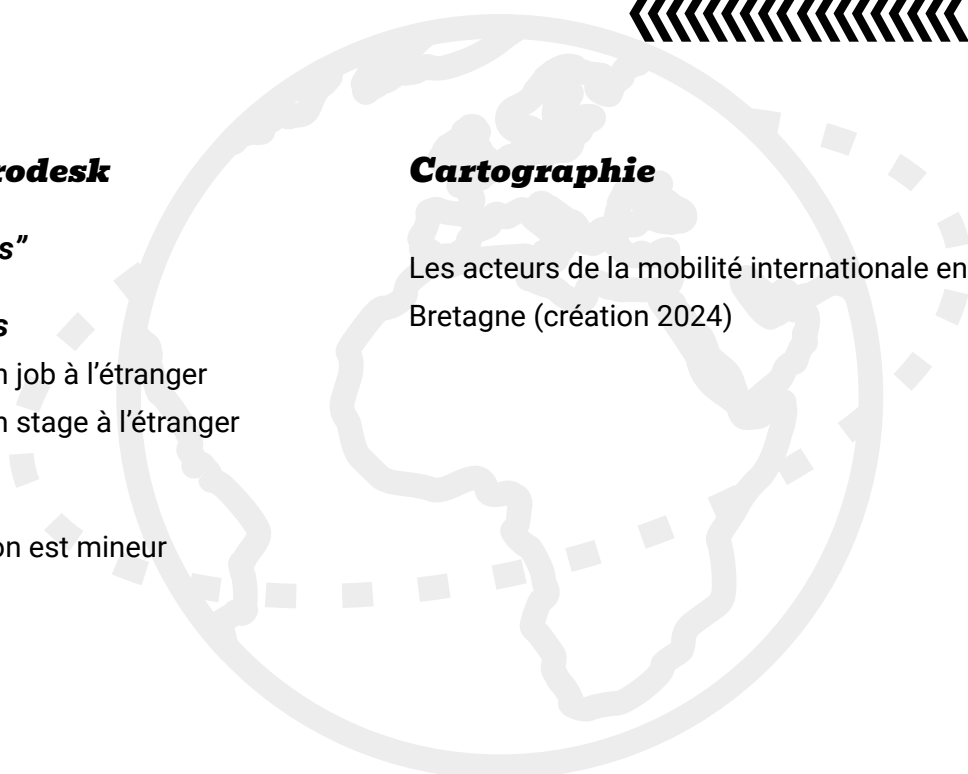 rodesk
s”
s
n job à l’étranger
n stage à l’étranger
on est mineur
Cartographie
Les acteurs de la mobilité internationale en
Bretagne (création 2024)